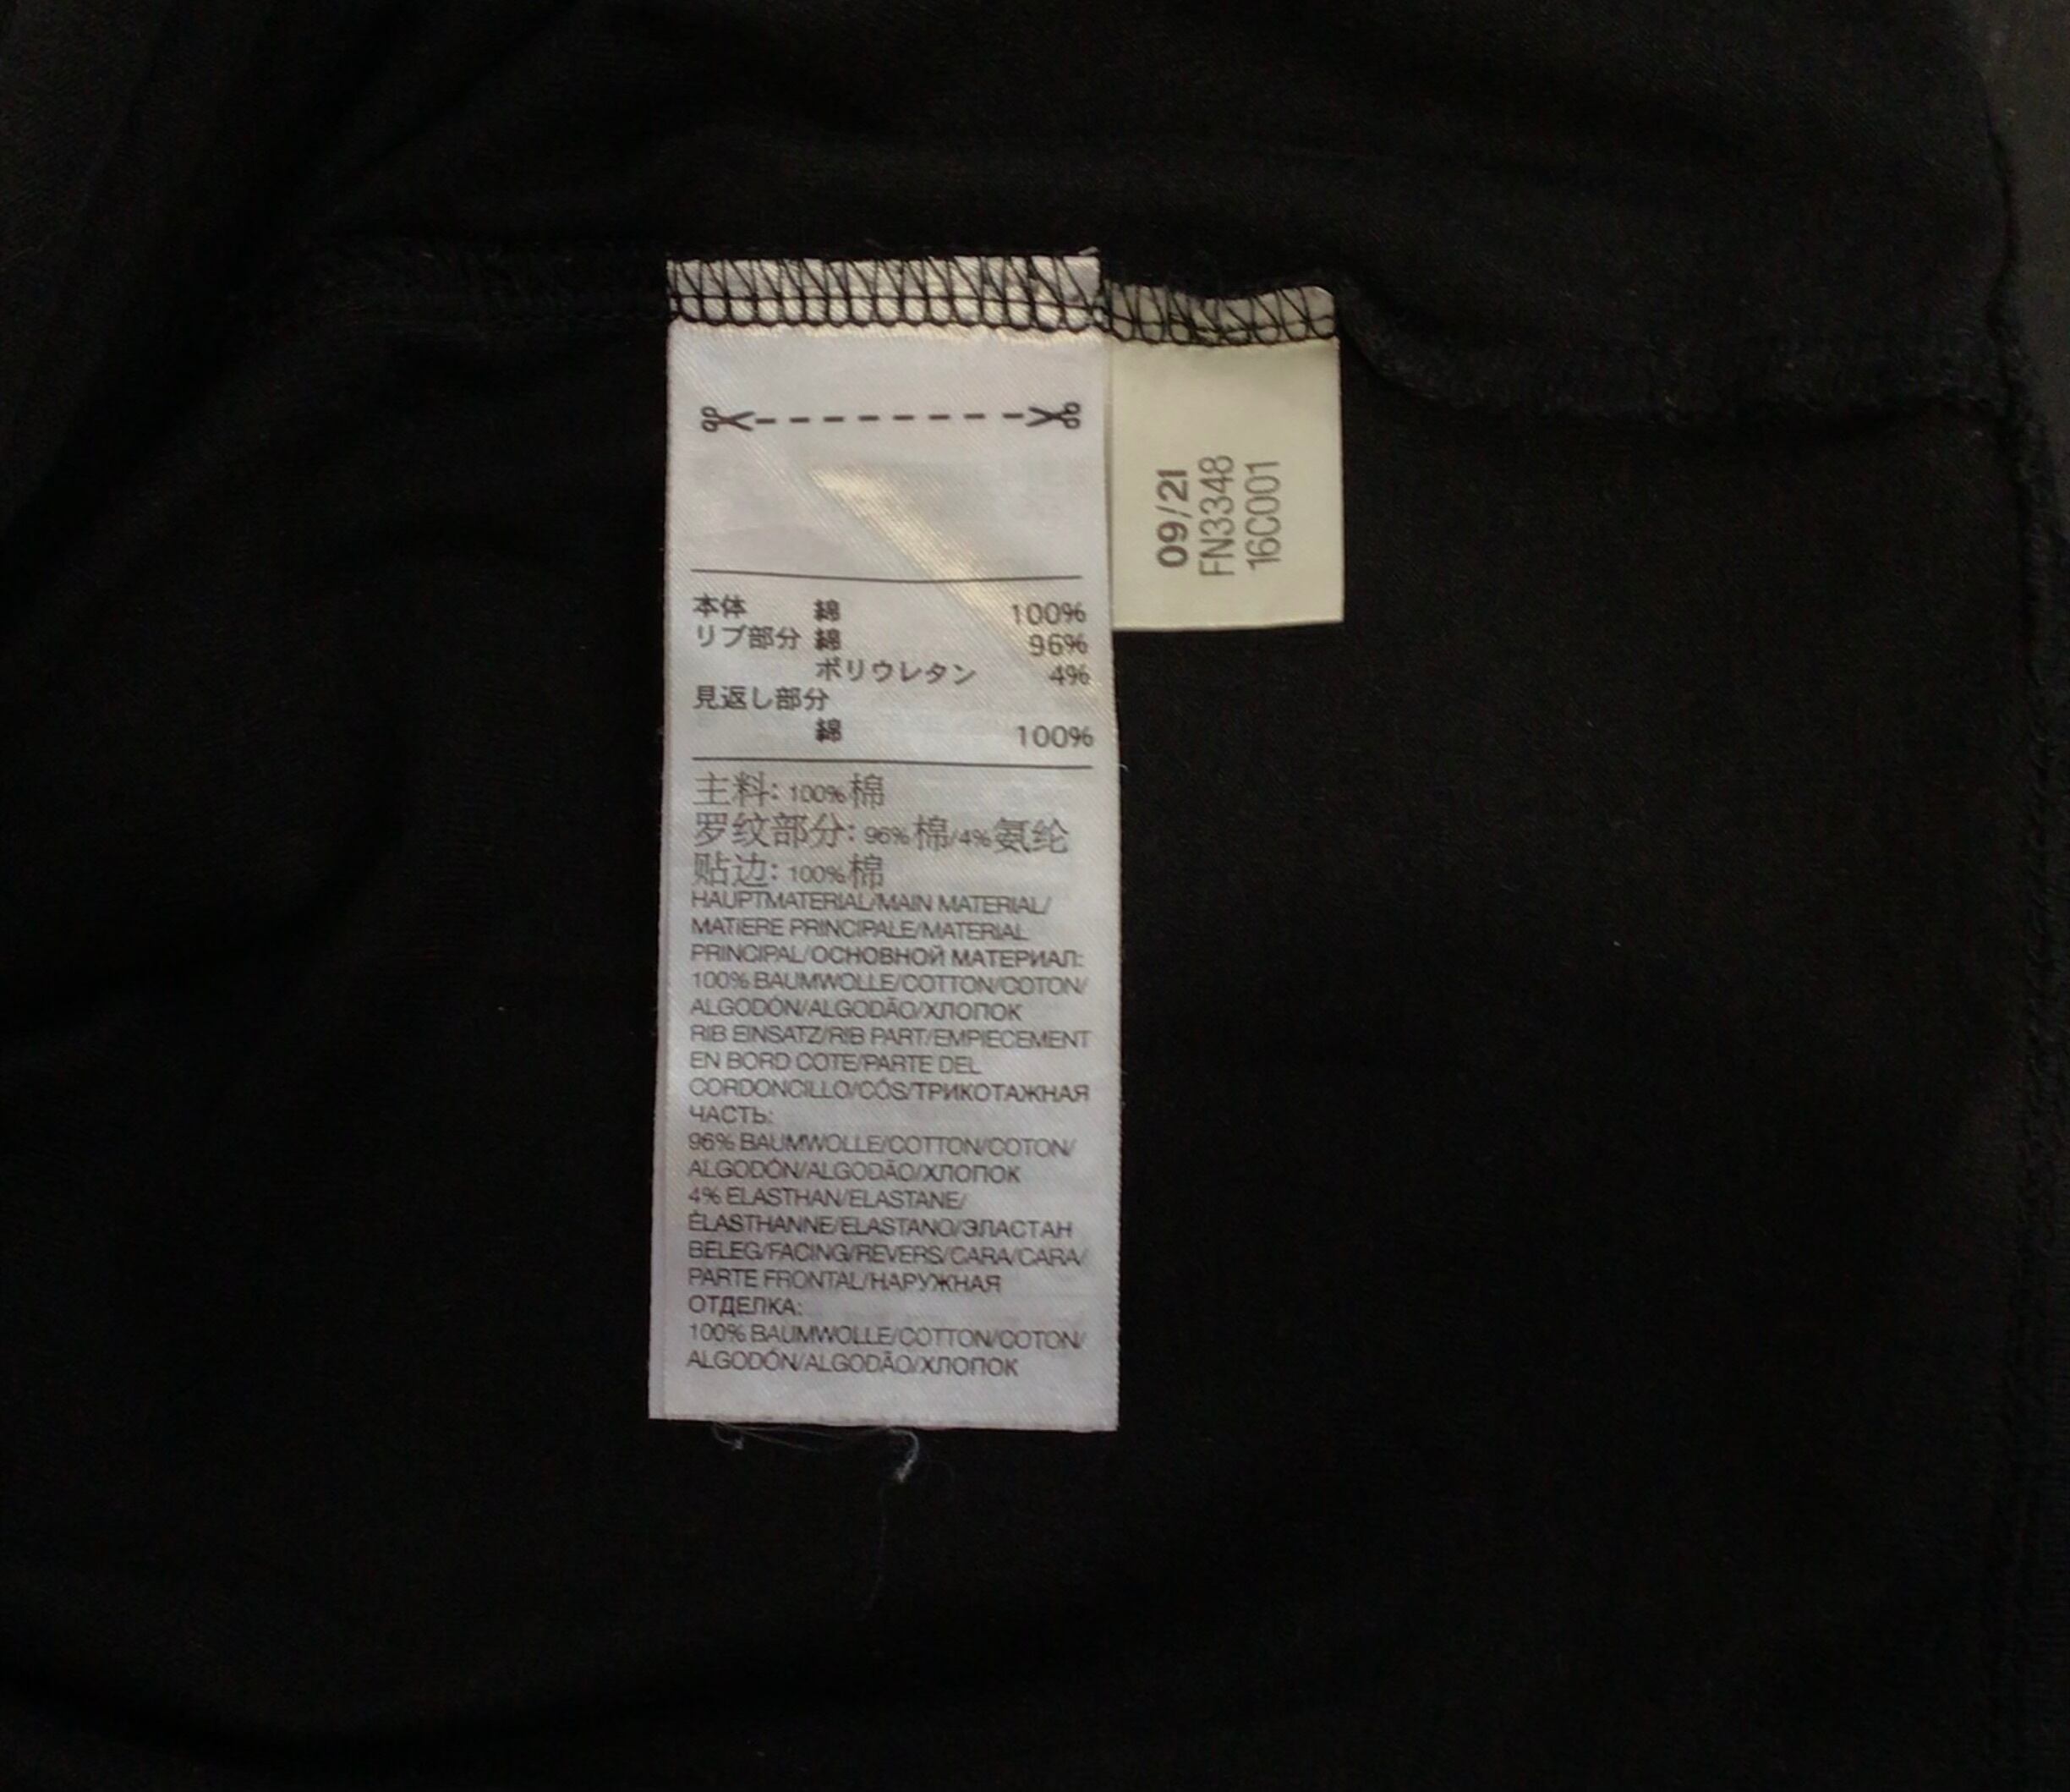 本体 綿 100%
リブ部分 綿 96%
ポリウレタン 4%
見返し部分
綿 100%
主料: 100%棉
罗纹部分: 96%棉/4%氨纶
贴边: 100%棉
HAUPTMATERIAL/MAIN MATERIAL/
MATIERE PRINCIPALE/MATERIAL
PRINCIPAL/ОСНОВНОЙ МАТЕРИАЛ:
100% BAUMWOLLE/COTTON/COTON/
ALGODÓN/ALGODÃO/ХЛОПОК
RIB EINSATZ/RIB PART/EMPIECEMENT
EN BORD COTE/PARTE DEL
CORDONCILLO/CÓS/ТРИКОТАЖНАЯ
ЧАСТЬ:
96% BAUMWOLLE/COTTON/COTON/
ALGODÓN/ALGODÃO/ХЛОПОК
4% ELASTHAN/ELASTANE/
ÉLASTHANNE/ELASTANO/ЭЛАСТАН
BELEG/FACING/REVERS/CARA/CARA/
PARTE FRONTAL/НАРУЖНАЯ
ОТДЕЛКА:
100% BAUMWOLLE/COTTON/COTON/
ALGODÓN/ALGODÃO/ХЛОПОК
09/21
FN3348
16C001